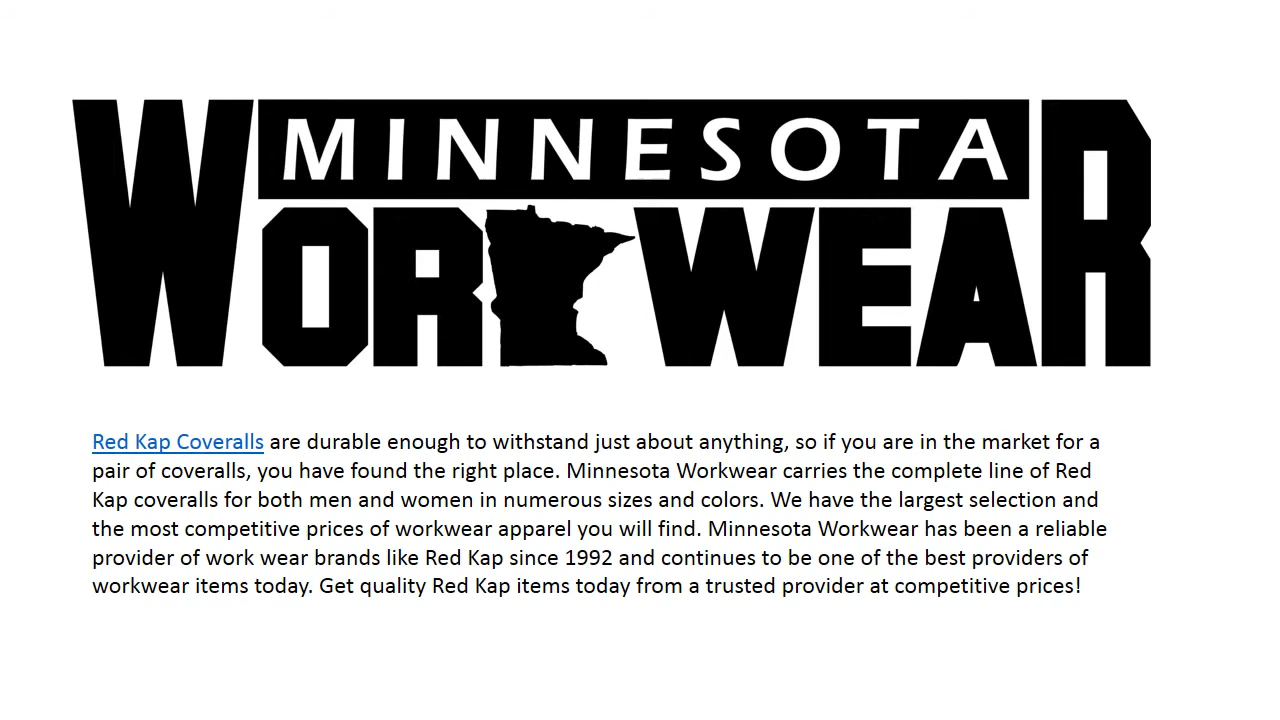 MINNESOTA
WORKWEAR
Red Kap Coveralls are durable enough to withstand just about anything, so if you are in the market for a
pair of coveralls, you have found the right place. Minnesota Workwear carries the complete line of Red
Kap coveralls for both men and women in numerous sizes and colors. We have the largest selection and
the most competitive prices of workwear apparel you will find. Minnesota Workwear has been a reliable
provider of work wear brands like Red Kap since 1992 and continues to be one of the best providers of
workwear items today. Get quality Red Kap items today from a trusted provider at competitive prices!